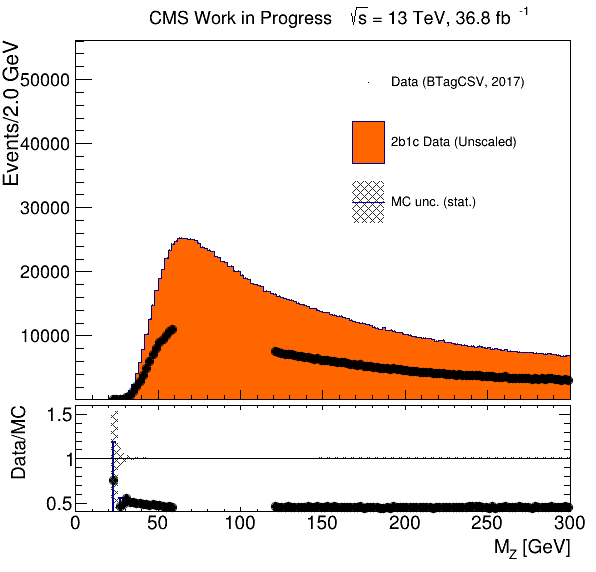 CMS Work in Progress √s = 13 TeV, 36.8 fb⁻¹
Events/2.0 GeV
50000
40000
30000
20000
10000
Data (BTagCSV, 2017)
2b1c Data (Unscaled)
MC unc. (stat.)
Data/MC
1.5
1
0.5
0 50 100 150 200 250 300
M_Z [GeV]